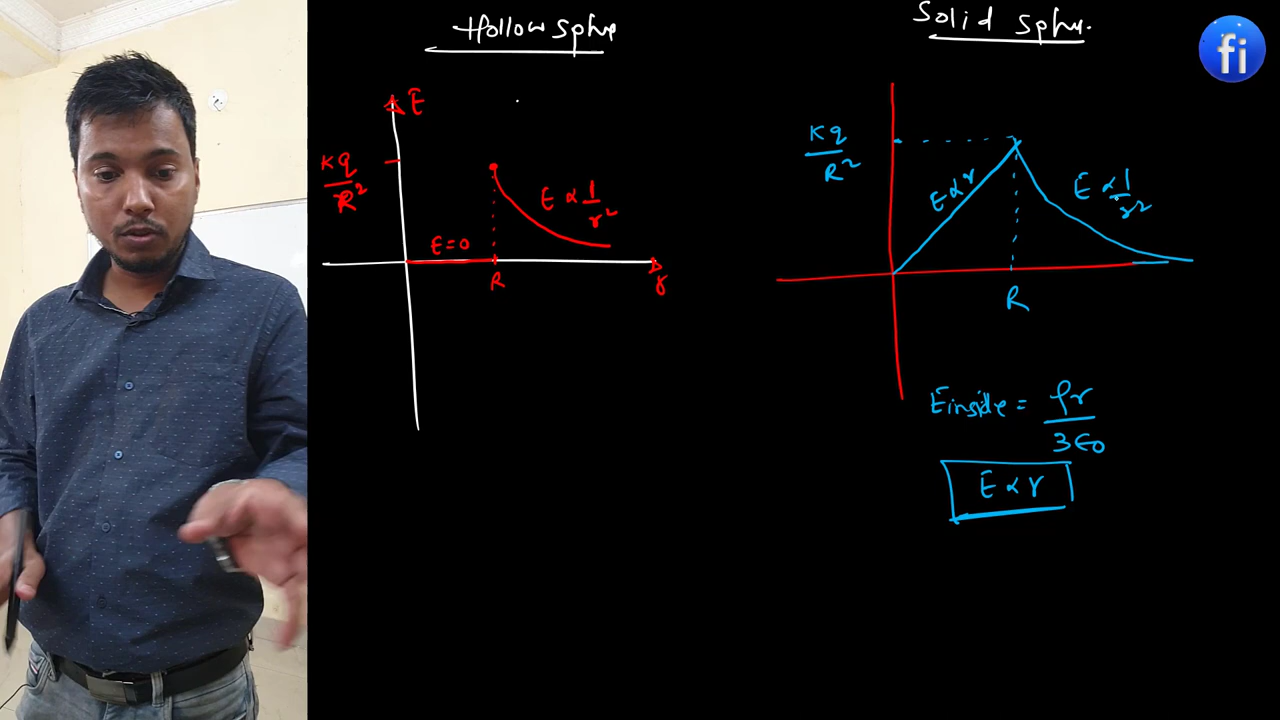 Hollow sphe
E
Kq
R²
E ∝ 1
r²
E=0
R
r
Solid Sphe.
Kq
R²
E ∝ r
E ∝ 1
r²
R
Einside = ρr
3ε0
E ∝ r
fi